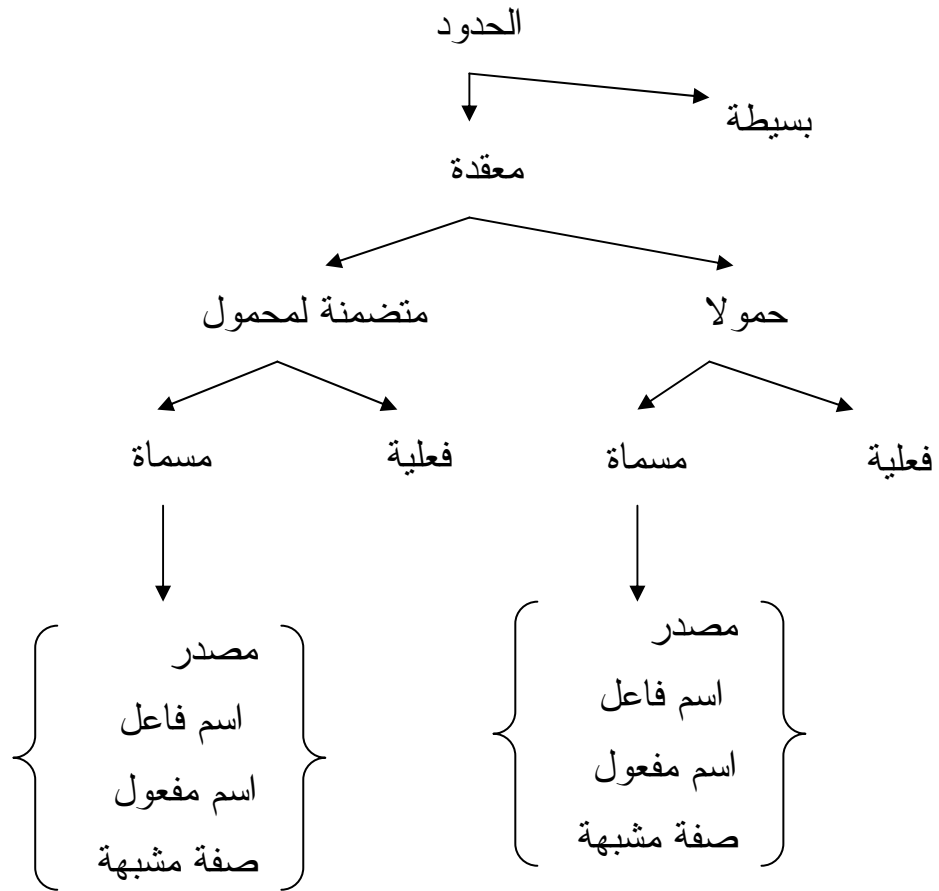 الحدود
بسيطة
معقدة
حمولا
متضمنة لمحمول
فعلية
مسماة
فعلية
مسماة
مصدر
اسم فاعل
اسم مفعول
صفة مشبهة
مصدر
اسم فاعل
اسم مفعول
صفة مشبهة